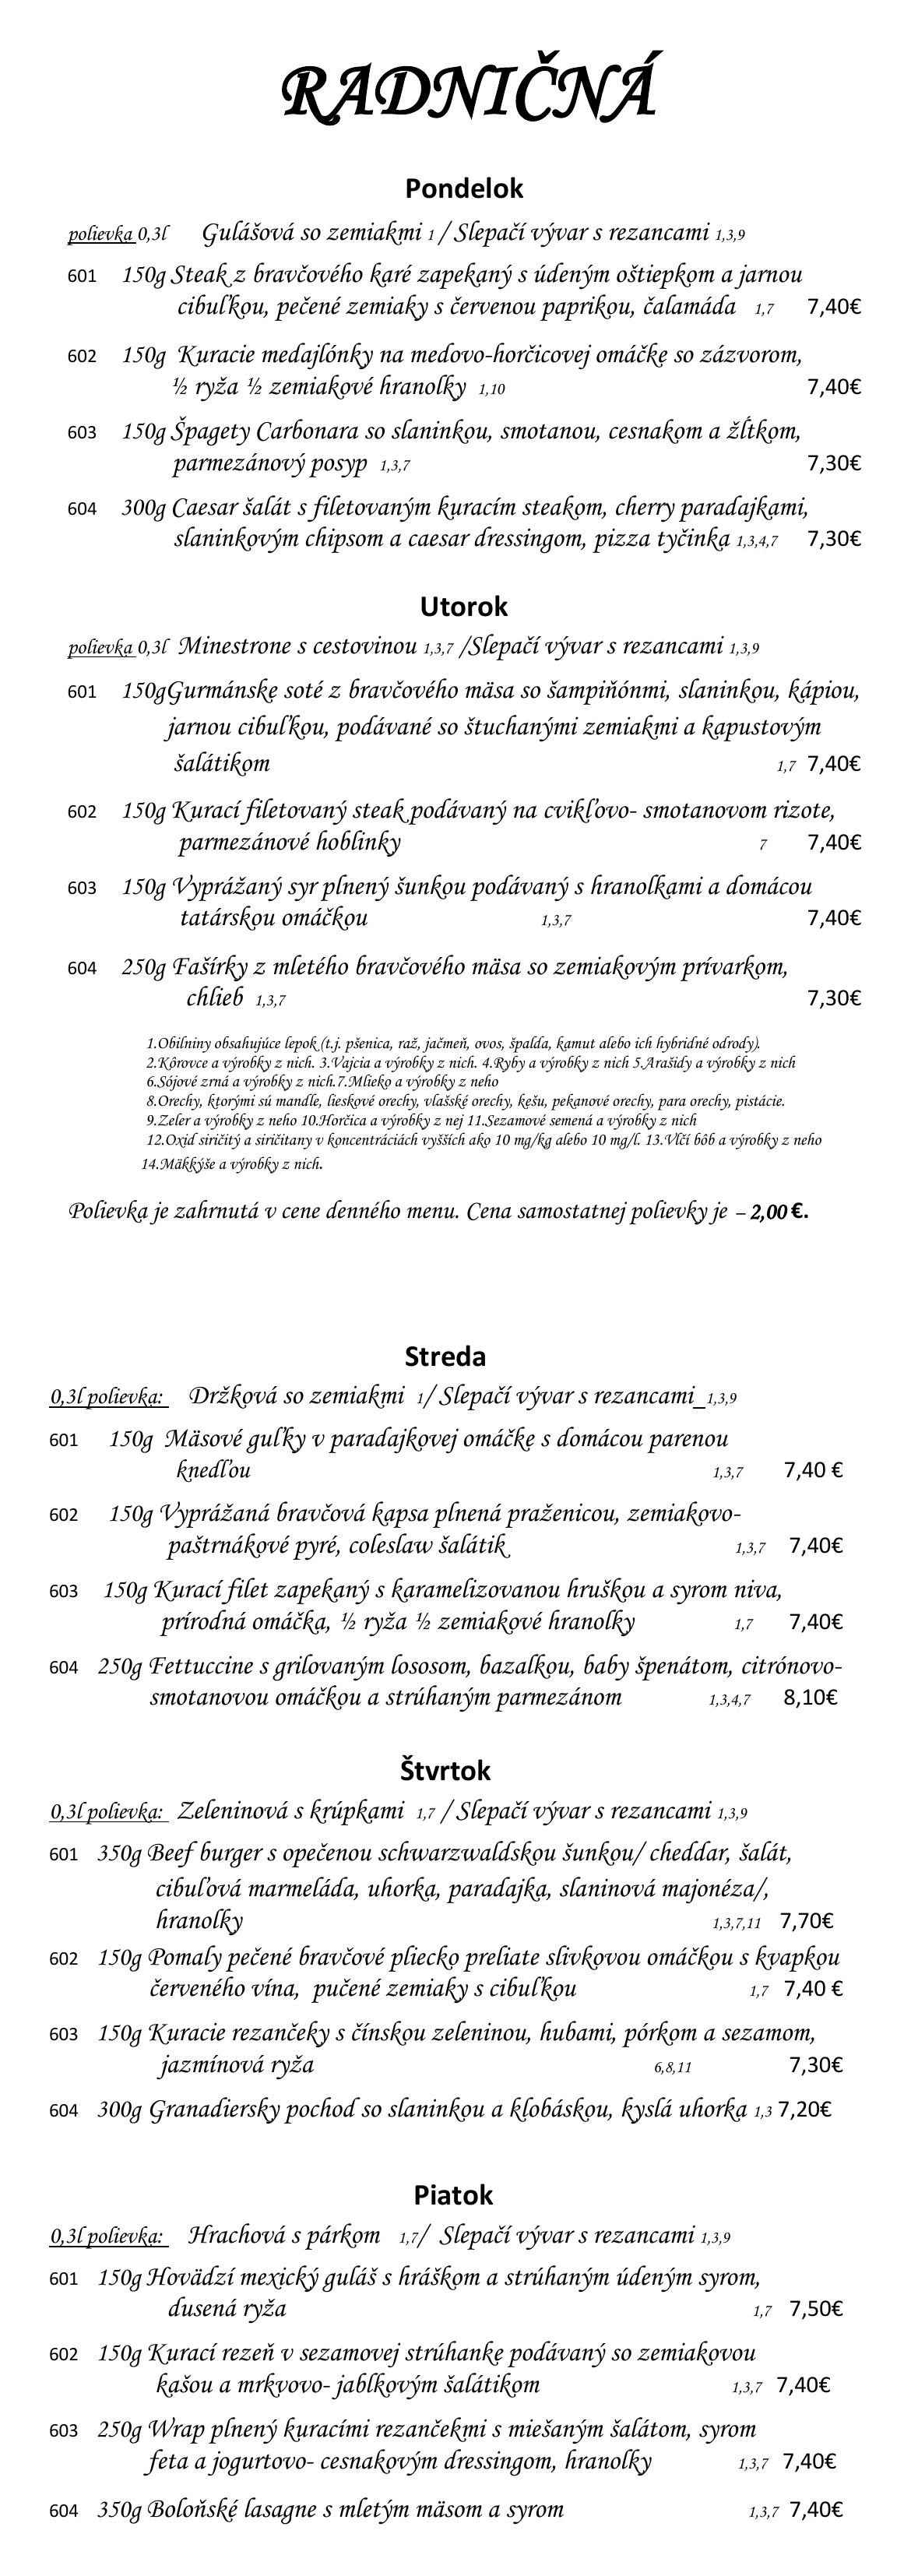 RADNIČNÁ
Pondelok
polievka 0,3l Gulášová so zemiakmi 1 / Slepačí vývar s rezancami 1,3,9
601 150g Steak z bravčového karé zapekaný s údeným oštiepkom a jarnou
cibuľkou, pečené zemiaky s červenou paprikou, čalamáda 1,7 7,40€
602 150g Kuracie medajlónky na medovo-horčicovej omáčke so zázvorom,
½ ryža ½ zemiakové hranolky 1,10 7,40€
603 150g Špagety Carbonara so slaninkou, smotanou, cesnakom a žĺtkom,
parmezánový posyp 1,3,7 7,30€
604 300g Caesar šalát s filetovaným kuracím steakom, cherry paradajkami,
slaninkovým chipsom a caesar dressingom, pizza tyčinka 1,3,4,7 7,30€
Utorok
polievka 0,3l Minestrone s cestovinou 1,3,7 /Slepačí vývar s rezancami 1,3,9
601 150gGurmánske soté z bravčového mäsa so šampiňónmi, slaninkou, kápiou,
jarnou cibuľkou, podávané so štuchanými zemiakmi a kapustovým
šalátikom 1,7 7,40€
602 150g Kurací filetovaný steak podávaný na cvikľovo- smotanovom rizote,
parmezánové hoblinky 7 7,40€
603 150g Vyprážaný syr plnený šunkou podávaný s hranolkami a domácou
tatárskou omáčkou 1,3,7 7,40€
604 250g Fašírky z mletého bravčového mäsa so zemiakovým prívarkom,
chlieb 1,3,7 7,30€
1.Obilniny obsahujúce lepok (t.j. pšenica, raž, jačmeň, ovos, špalda, kamut alebo ich hybridné odrody).
2.Kôrovce a výrobky z nich. 3.Vajcia a výrobky z nich. 4.Ryby a výrobky z nich 5.Arašidy a výrobky z nich
6.Sójové zrná a výrobky z nich.7.Mlieko a výrobky z neho
8.Orechy, ktorými sú mandle, lieskové orechy, vlašské orechy, kešu, pekanové orechy, para orechy, pistácie.
9.Zeler a výrobky z neho 10.Horčica a výrobky z nej 11.Sezamové semená a výrobky z nich
12.Oxid siričitý a siričitany v koncentráciách vyšších ako 10 mg/kg alebo 10 mg/l. 13.Vlčí bôb a výrobky z neho
14.Mäkkýše a výrobky z nich.
Polievka je zahrnutá v cene denného menu. Cena samostatnej polievky je – 2,00 €.
Streda
0,3l polievka: Držková so zemiakmi 1/ Slepačí vývar s rezancami 1,3,9
601 150g Mäsové guľky v paradajkovej omáčke s domácou parenou
knedľou 1,3,7 7,40 €
602 150g Vyprážaná bravčová kapsa plnená praženicou, zemiakovo-
paštrnákové pyré, coleslaw šalátik 1,3,7 7,40€
603 150g Kurací filet zapekaný s karamelizovanou hruškou a syrom niva,
prírodná omáčka, ½ ryža ½ zemiakové hranolky 1,7 7,40€
604 250g Fettuccine s grilovaným lososom, bazalkou, baby špenátom, citrónovo-
smotanovou omáčkou a strúhaným parmezánom 1,3,4,7 8,10€
Štvrtok
0,3l polievka: Zeleninová s krúpkami 1,7 / Slepačí vývar s rezancami 1,3,9
601 350g Beef burger s opečenou schwarzwaldskou šunkou/ cheddar, šalát,
cibuľová marmeláda, uhorka, paradajka, slaninová majonéza/,
hranolky 1,3,7,11 7,70€
602 150g Pomaly pečené bravčové pliecko preliate slivkovou omáčkou s kvapkou
červeného vína, pučené zemiaky s cibuľkou 1,7 7,40 €
603 150g Kuracie rezančeky s čínskou zeleninou, hubami, pórkom a sezamom,
jazmínová ryža 6,8,11 7,30€
604 300g Granadiersky pochod so slaninkou a klobáskou, kyslá uhorka 1,3 7,20€
Piatok
0,3l polievka: Hrachová s párkom 1,7/ Slepačí vývar s rezancami 1,3,9
601 150g Hovädzí mexický guláš s hráškom a strúhaným údeným syrom,
dusená ryža 1,7 7,50€
602 150g Kurací rezeň v sezamovej strúhanke podávaný so zemiakovou
kašou a mrkvovo- jablkovým šalátikom 1,3,7 7,40€
603 250g Wrap plnený kuracími rezančekmi s miešaným šalátom, syrom
feta a jogurtovo- cesnakovým dressingom, hranolky 1,3,7 7,40€
604 350g Boloňské lasagne s mletým mäsom a syrom 1,3,7 7,40€